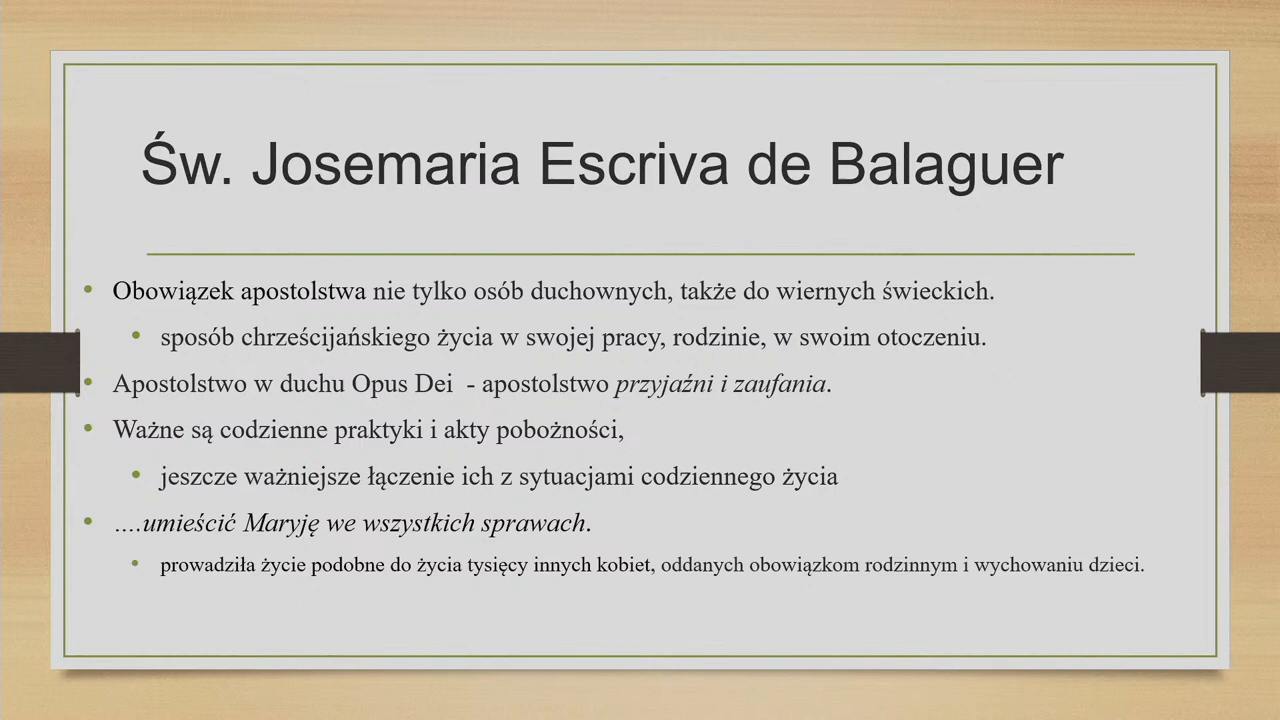 Św. Josemaria Escriva de Balaguer
• Obowiązek apostolstwa nie tylko osób duchownych, także do wiernych świeckich.
• sposób chrześcijańskiego życia w swojej pracy, rodzinie, w swoim otoczeniu.
• Apostolstwo w duchu Opus Dei - apostolstwo przyjaźni i zaufania.
• Ważne są codzienne praktyki i akty pobożności,
• jeszcze ważniejsze łączenie ich z sytuacjami codziennego życia
• ....umieścić Maryję we wszystkich sprawach.
• prowadziła życie podobne do życia tysięcy innych kobiet, oddanych obowiązkom rodzinnym i wychowaniu dzieci.